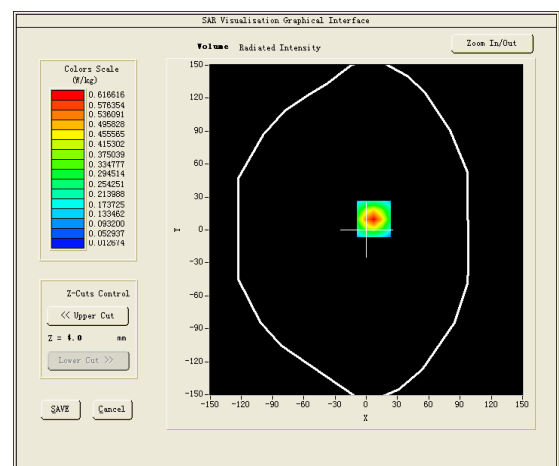 SAR Visualisation Graphical Interface
Volume Radiated Intensity
Zoom In/Out
Colors Scale
(W/kg)
0.616616
0.576354
0.536091
0.495828
0.455565
0.415302
0.375039
0.334777
0.294514
0.254251
0.213988
0.173725
0.133462
0.093200
0.052937
0.012674
Z-Cuts Control
<< Upper Cut
Z = 4.0 mm
Lower Cut >>
SAVE Cancel
150
120
90
60
30
0
-30
-60
-90
-120
-150
Y
-150 -120 -90 -60 -30 0 30 60 90 120 150
X